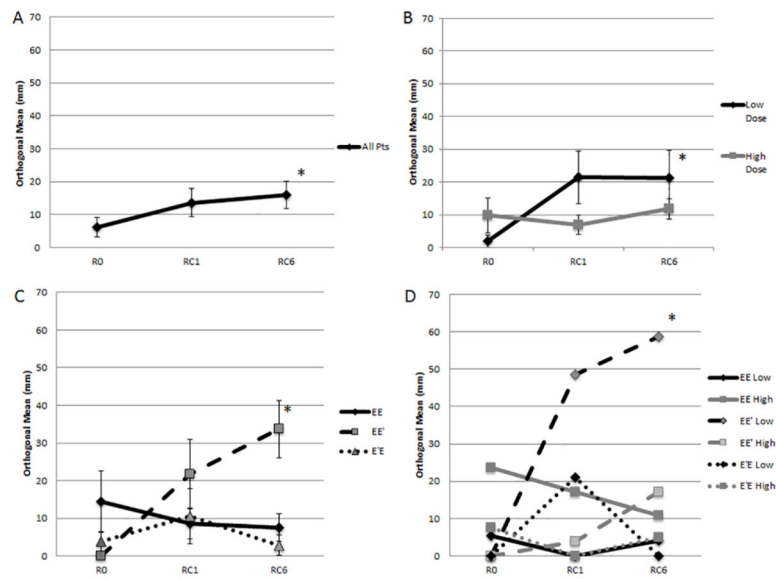 A
70
60
50
40
30
20
10
0
Orthogonal Mean (mm)
R0
RC1
RC6
*
All Pts
B
70
60
50
40
30
20
10
0
Orthogonal Mean (mm)
R0
RC1
RC6
*
Low
Dose
High
Dose
C
70
60
50
40
30
20
10
0
Orthogonal Mean (mm)
R0
RC1
RC6
*
EE
EE'
E'E
D
70
60
50
40
30
20
10
0
Orthogonal Mean (mm)
R0
RC1
RC6
*
EE Low
EE High
EE' Low
EE' High
E'E Low
E'E High